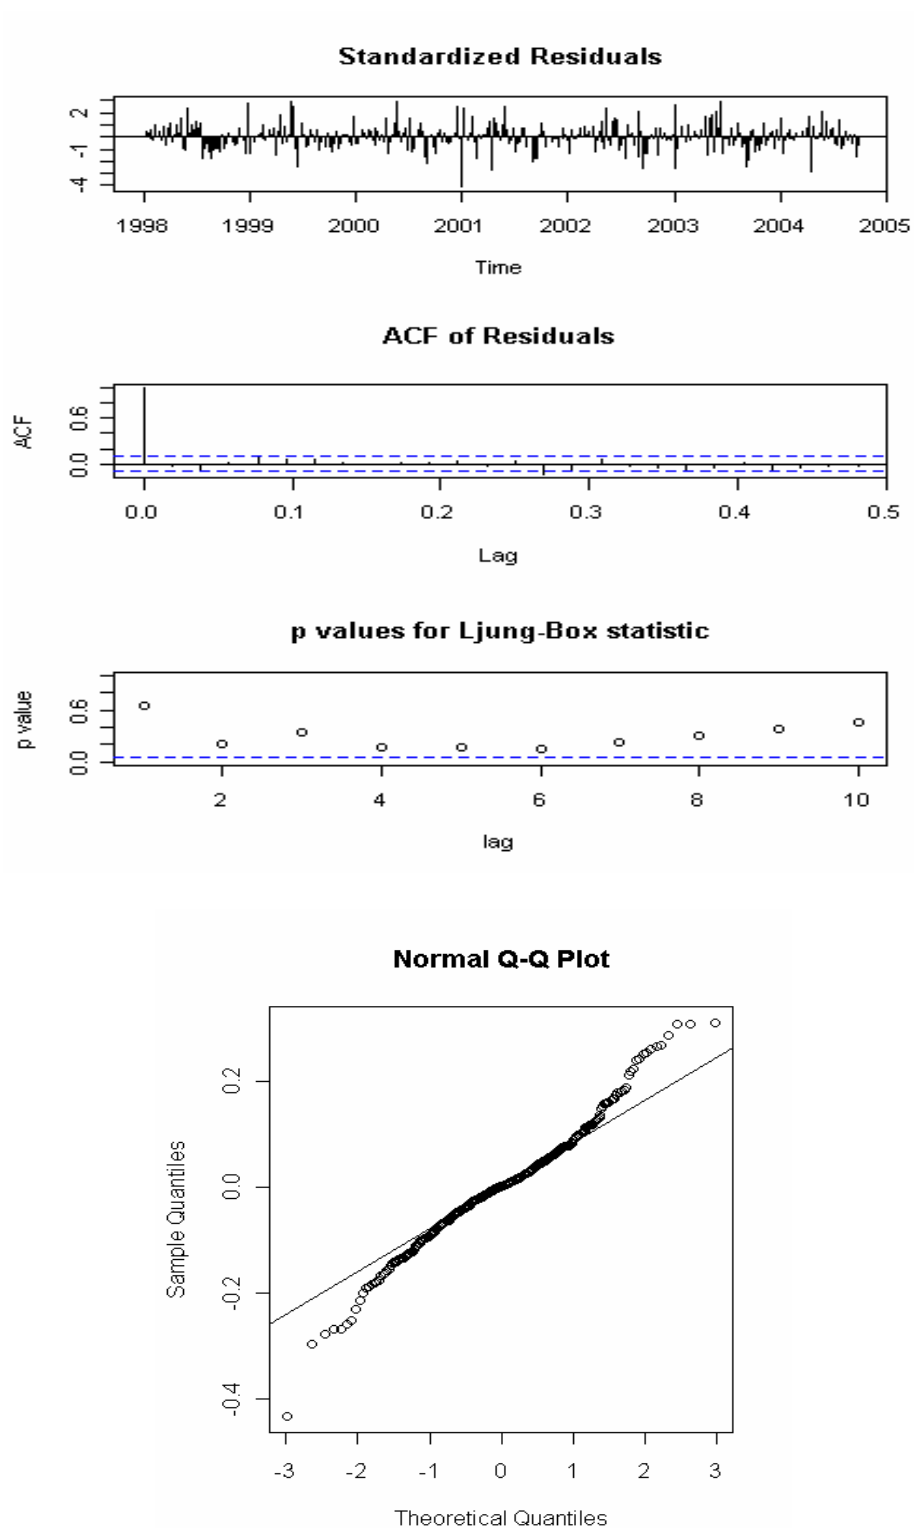 Standardized Residuals
2
-1
-4
1998 1999 2000 2001 2002 2003 2004 2005
Time
ACF of Residuals
ACF
0.6
0.0
0.0 0.1 0.2 0.3 0.4 0.5
Lag
p values for Ljung-Box statistic
p value
0.6
0.0
2 4 6 8 10
lag
Normal Q-Q Plot
Sample Quantiles
0.2
0.0
-0.2
-0.4
-3 -2 -1 0 1 2 3
Theoretical Quantiles